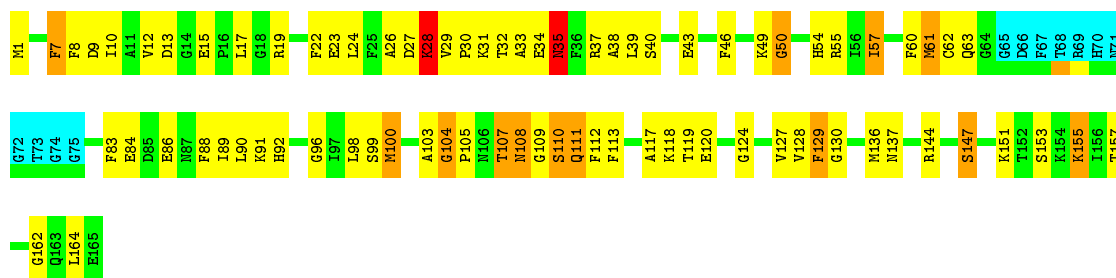 M1 F7 F8 D9 I10 A11 V12 D13 G14 E15 P16 L17 G18 R19 F22 E23 L24 F25 A26 D27 K28 V29 P30 K31 T32 A33 E34 N35 F36 R37 A38 L39 S40 E43 F46 K49 G50 H54 R55 I56 I57 F60 M61 C62 Q63 G64 G65 D66 F67 T68 R69 H70 N71
G72 T73 G74 G75 F83 E84 D85 E86 N87 F88 I89 L90 K91 H92 G96 I97 L98 S99 M100 A103 G104 P105 N106 T107 N108 G109 S110 Q111 F112 F113 A117 K118 T119 E120 G124 V127 V128 F129 G130 M136 N137 R144 S147 K151 T152 S153 K154 K155 I156 T157
G162 Q163 L164 E165